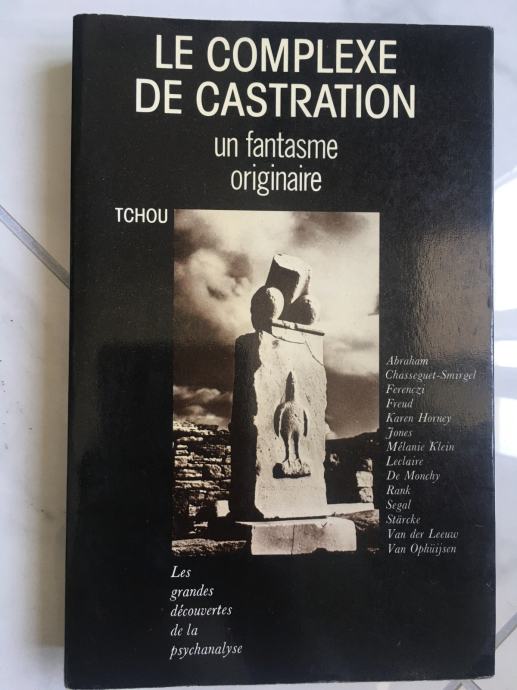 LE COMPLEXE
DE CASTRATION
un fantasme
originaire
TCHOU
Abraham
Chasseguet-Smirgel
Ferenczi
Freud
Karen Horney
Jones
Mélanie Klein
Leclaire
De Monchy
Rank
Segal
Stärcke
Van der Leeuw
Van Ophüijsen
Les
grandes
découvertes
de la
psychanalyse